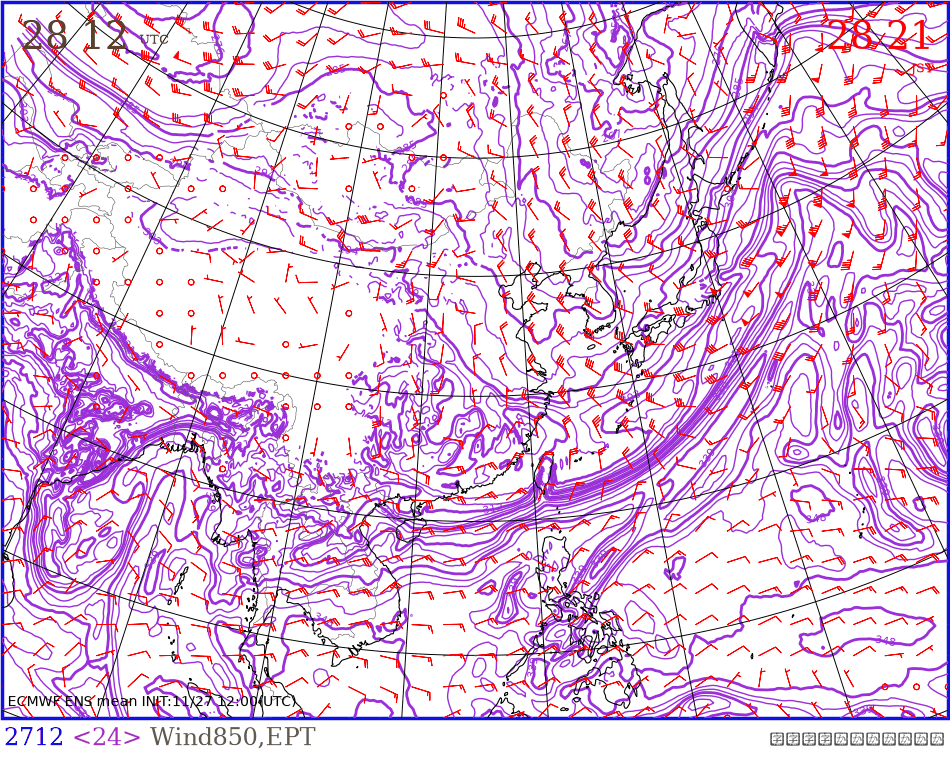 28 12 UTC
28 21
JST
348
ECMWF ENS mean INIT:11/27 12:00(UTC)
2712 <24> Wind850,EPT